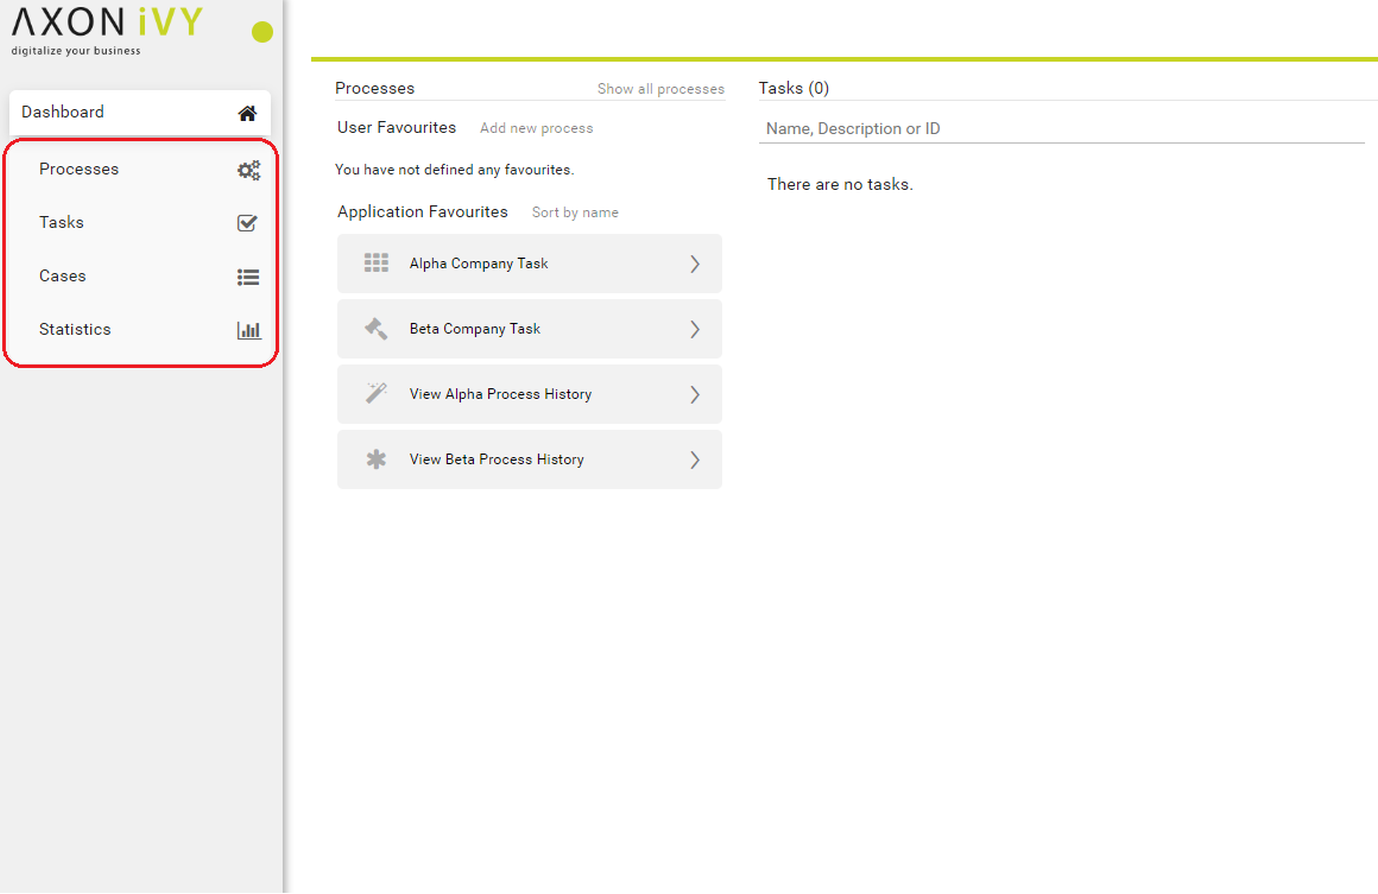 AXON iVY
digitalize your business
Dashboard
Processes
Tasks
Cases
Statistics
Processes
Show all processes
User Favourites
Add new process
You have not defined any favourites.
Application Favourites
Sort by name
Alpha Company Task
Beta Company Task
View Alpha Process History
View Beta Process History
Tasks (0)
Name, Description or ID
There are no tasks.